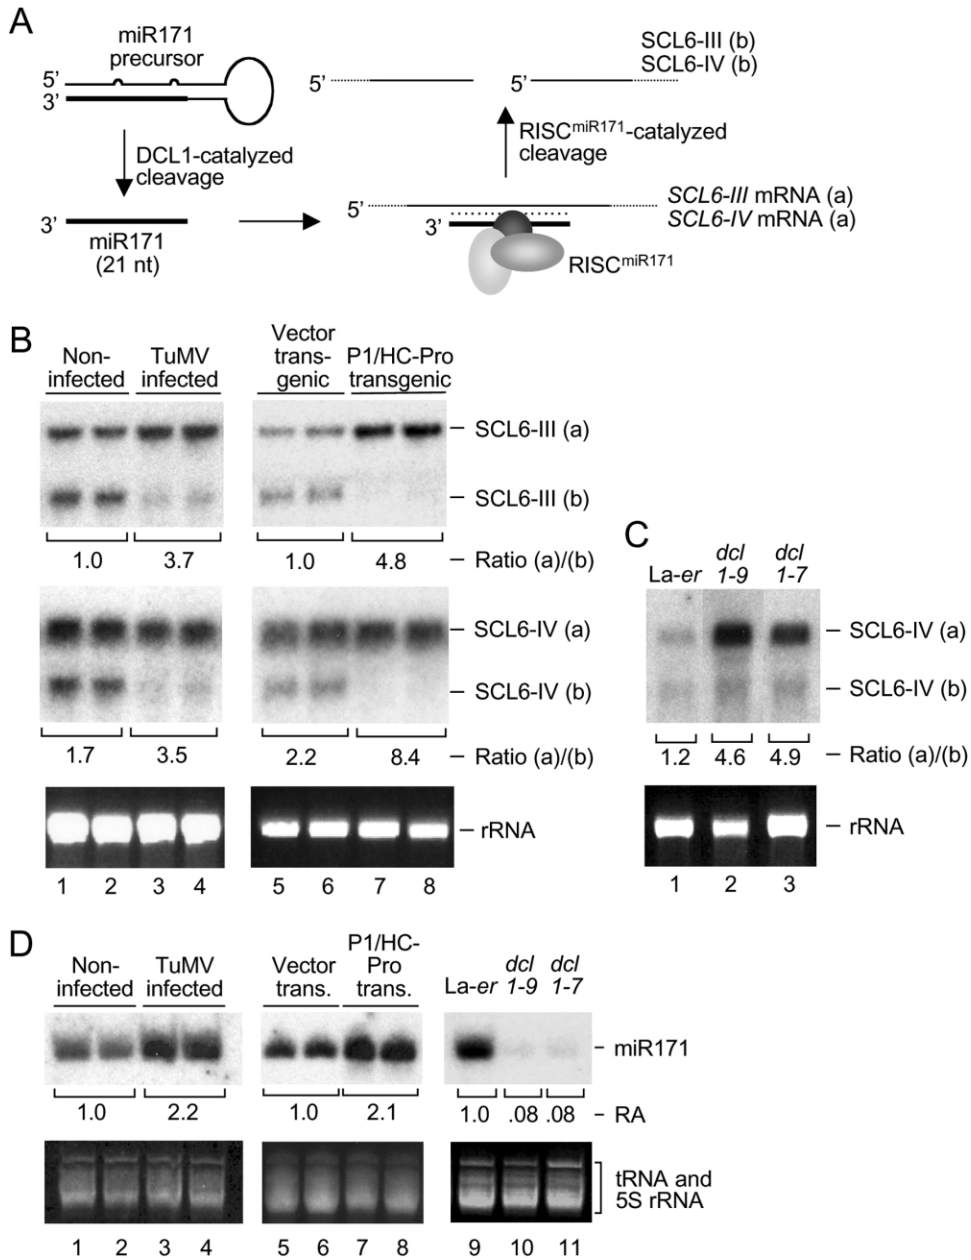 A
miR171
precursor
5’
3’
DCL1-catalyzed
cleavage
3’
miR171
(21 nt)
5’
5’
SCL6-III (b)
SCL6-IV (b)
RISCmiR171-catalyzed
cleavage
5’
3’
SCL6-III mRNA (a)
SCL6-IV mRNA (a)
RISCmiR171
B
Non-
infected
TuMV
infected
Vector
trans-
genic
P1/HC-Pro
transgenic
SCL6-III (a)
SCL6-III (b)
1.0 3.7 1.0 4.8 Ratio (a)/(b)
SCL6-IV (a)
SCL6-IV (b)
1.7 3.5 2.2 8.4 Ratio (a)/(b)
rRNA
1 2 3 4 5 6 7 8
C
La-er
dcl
1-9
dcl
1-7
SCL6-IV (a)
SCL6-IV (b)
1.2 4.6 4.9 Ratio (a)/(b)
rRNA
1 2 3
D
Non-
infected
TuMV
infected
Vector
trans.
P1/HC-
Pro
trans.
La-er
dcl
1-9
dcl
1-7
miR171
1.0 2.2 1.0 2.1 1.0 .08 .08 RA
tRNA and
5S rRNA
1 2 3 4 5 6 7 8 9 10 11